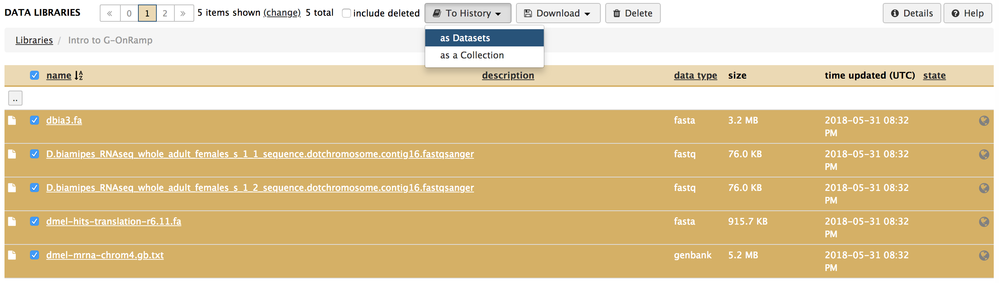 DATA LIBRARIES « 0 1 2 » 5 items shown (change) 5 total include deleted To History Download Delete Details Help
as Datasets
as a Collection
Libraries / Intro to G-OnRamp
name description data type size time updated (UTC) state
..
dbia3.fa fasta 3.2 MB 2018-05-31 08:32
PM
D.biamipes_RNAseq_whole_adult_females_s_1_1_sequence.dotchromosome.contig16.fastqsanger fastq 76.0 KB 2018-05-31 08:32
PM
D.biamipes_RNAseq_whole_adult_females_s_1_2_sequence.dotchromosome.contig16.fastqsanger fastq 76.0 KB 2018-05-31 08:32
PM
dmel-hits-translation-r6.11.fa fasta 915.7 KB 2018-05-31 08:32
PM
dmel-mrna-chrom4.gb.txt genbank 5.2 MB 2018-05-31 08:32
PM